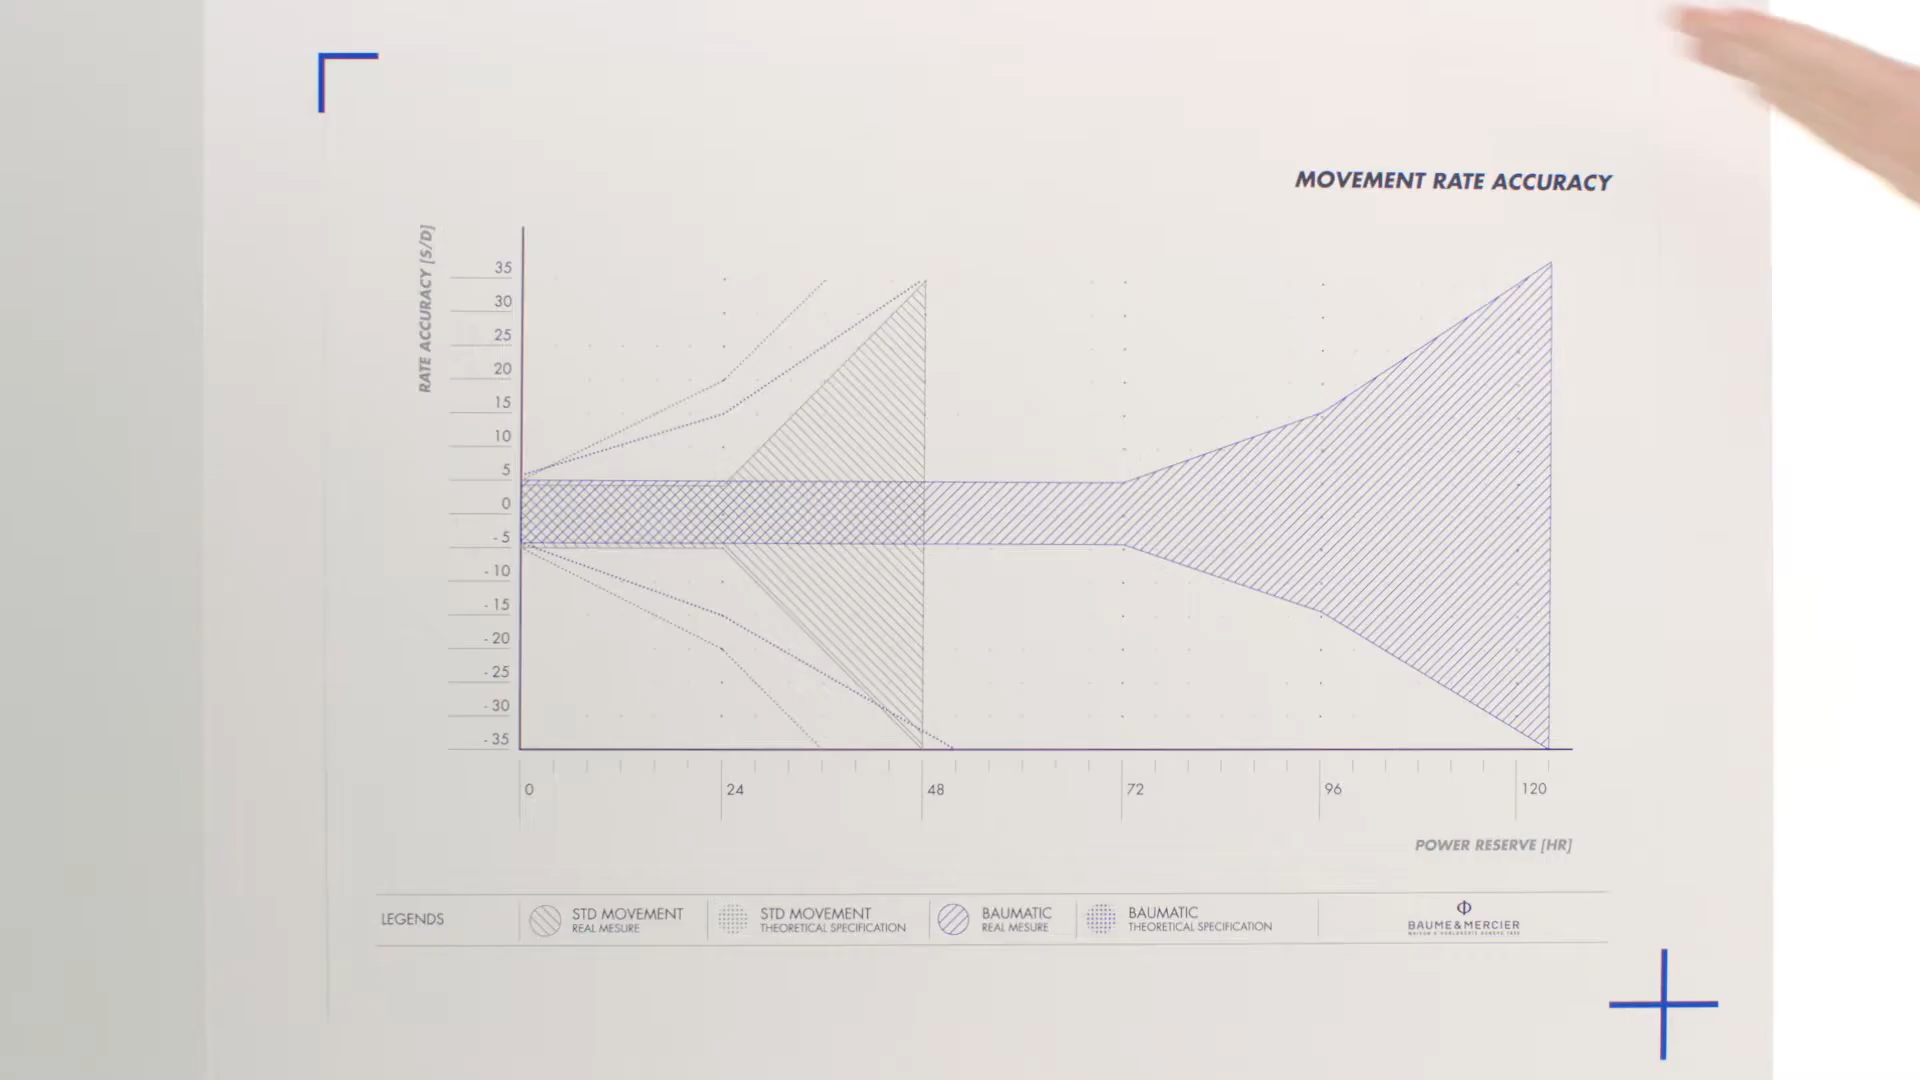 MOVEMENT RATE ACCURACY
RATE ACCURACY [S/D]
35
30
25
20
15
10
5
0
- 5
- 10
- 15
- 20
- 25
- 30
- 35
0 24 48 72 96 120
POWER RESERVE [HR]
LEGENDS
STD MOVEMENT
REAL MESURE
STD MOVEMENT
THEORETICAL SPECIFICATION
BAUMATIC
REAL MESURE
BAUMATIC
THEORETICAL SPECIFICATION
BAUME & MERCIER